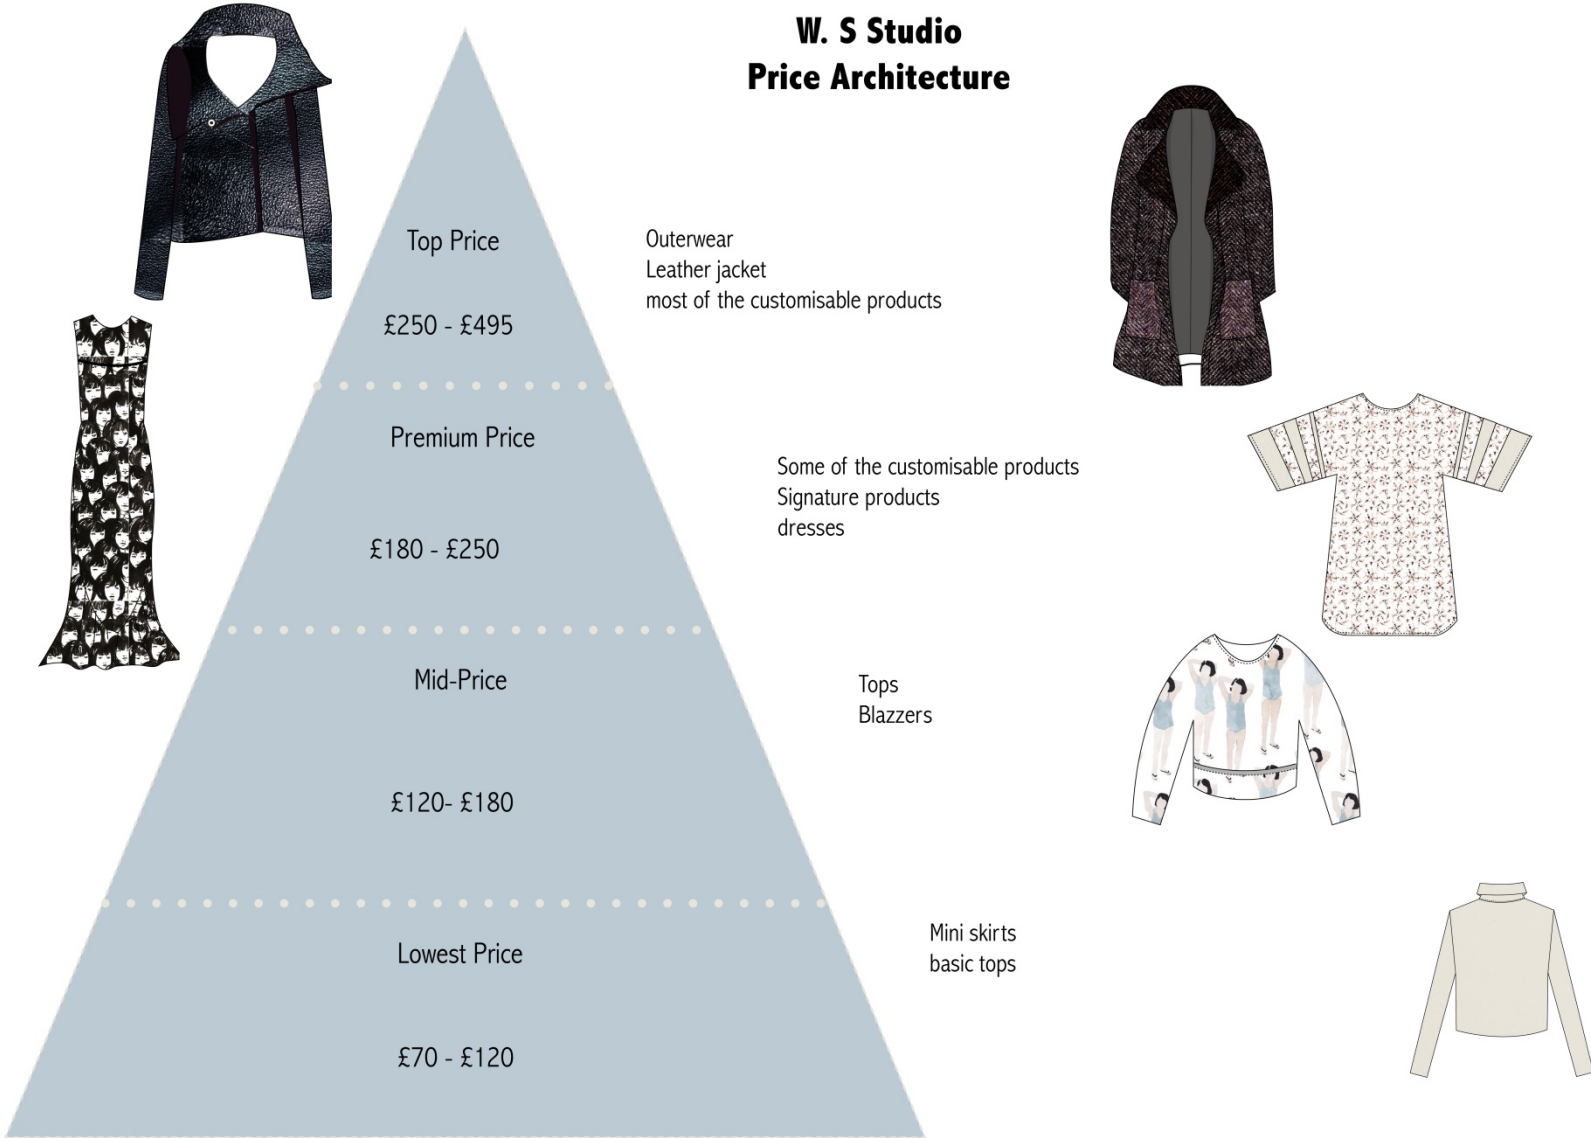 W. S Studio
Price Architecture
Top Price
£250 - £495
Outerwear
Leather jacket
most of the customisable products
Premium Price
£180 - £250
Some of the customisable products
Signature products
dresses
Mid-Price
£120- £180
Tops
Blazzers
Lowest Price
£70 - £120
Mini skirts
basic tops